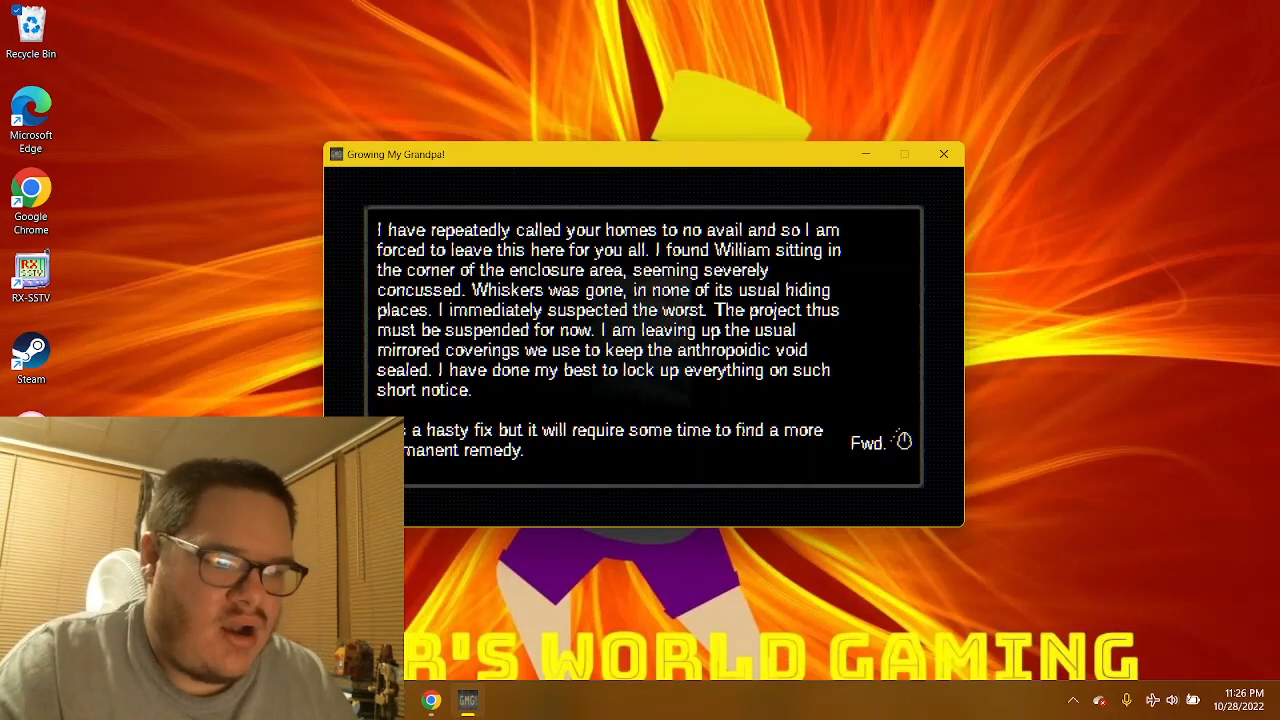 Recycle Bin
Microsoft
Edge
Google
Chrome
RX-SSTV
Steam
Growing My Grandpa!
I have repeatedly called your homes to no avail and so I am
forced to leave this here for you all. I found William sitting in
the corner of the enclosure area, seeming severely
concussed. Whiskers was gone, in none of its usual hiding
places. I immediately suspected the worst. The project thus
must be suspended for now. I am leaving up the usual
mirrored coverings we use to keep the anthropoidic void
sealed. I have done my best to lock up everything on such
short notice.
a hasty fix but it will require some time to find a more
manent remedy.
Fwd.
R'S WORLD GAMING
GMG!
11:26 PM
10/28/2022